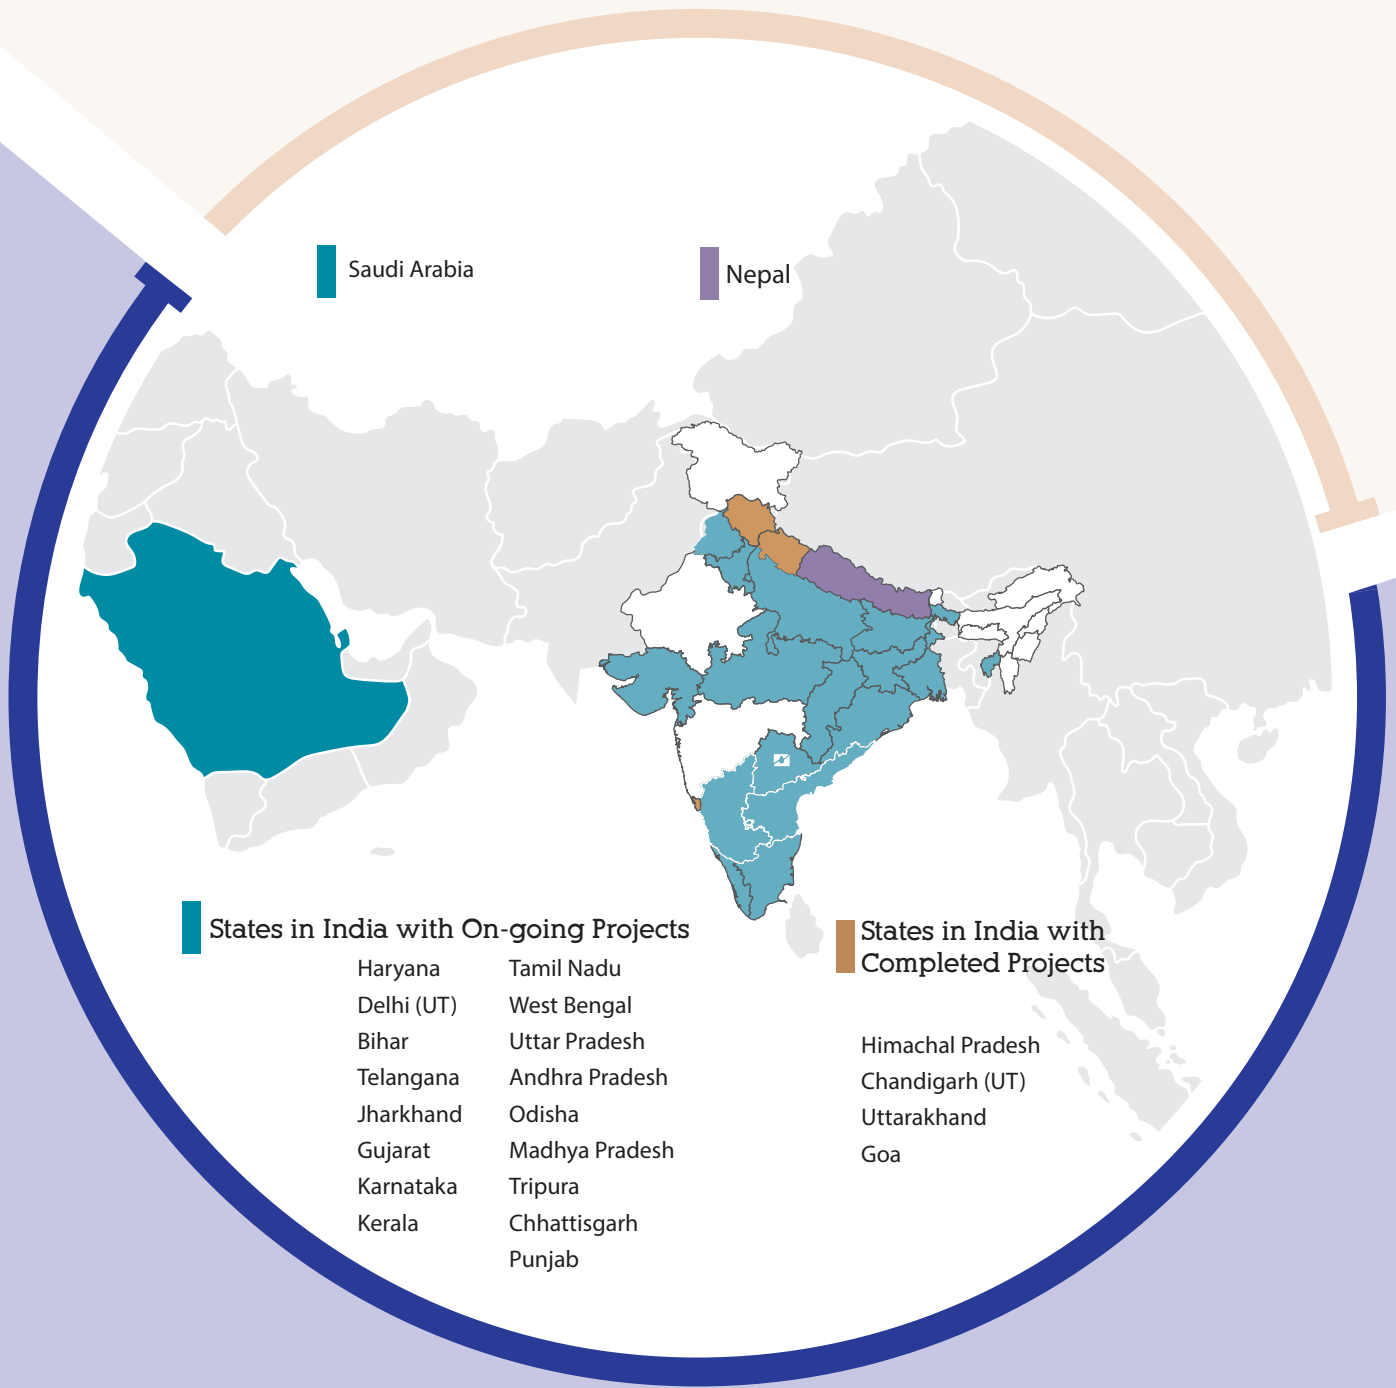 Saudi Arabia
Nepal
States in India with On-going Projects
Haryana
Delhi (UT)
Bihar
Telangana
Jharkhand
Gujarat
Karnataka
Kerala
Tamil Nadu
West Bengal
Uttar Pradesh
Andhra Pradesh
Odisha
Madhya Pradesh
Tripura
Chhattisgarh
Punjab
States in India with
Completed Projects
Himachal Pradesh
Chandigarh (UT)
Uttarakhand
Goa